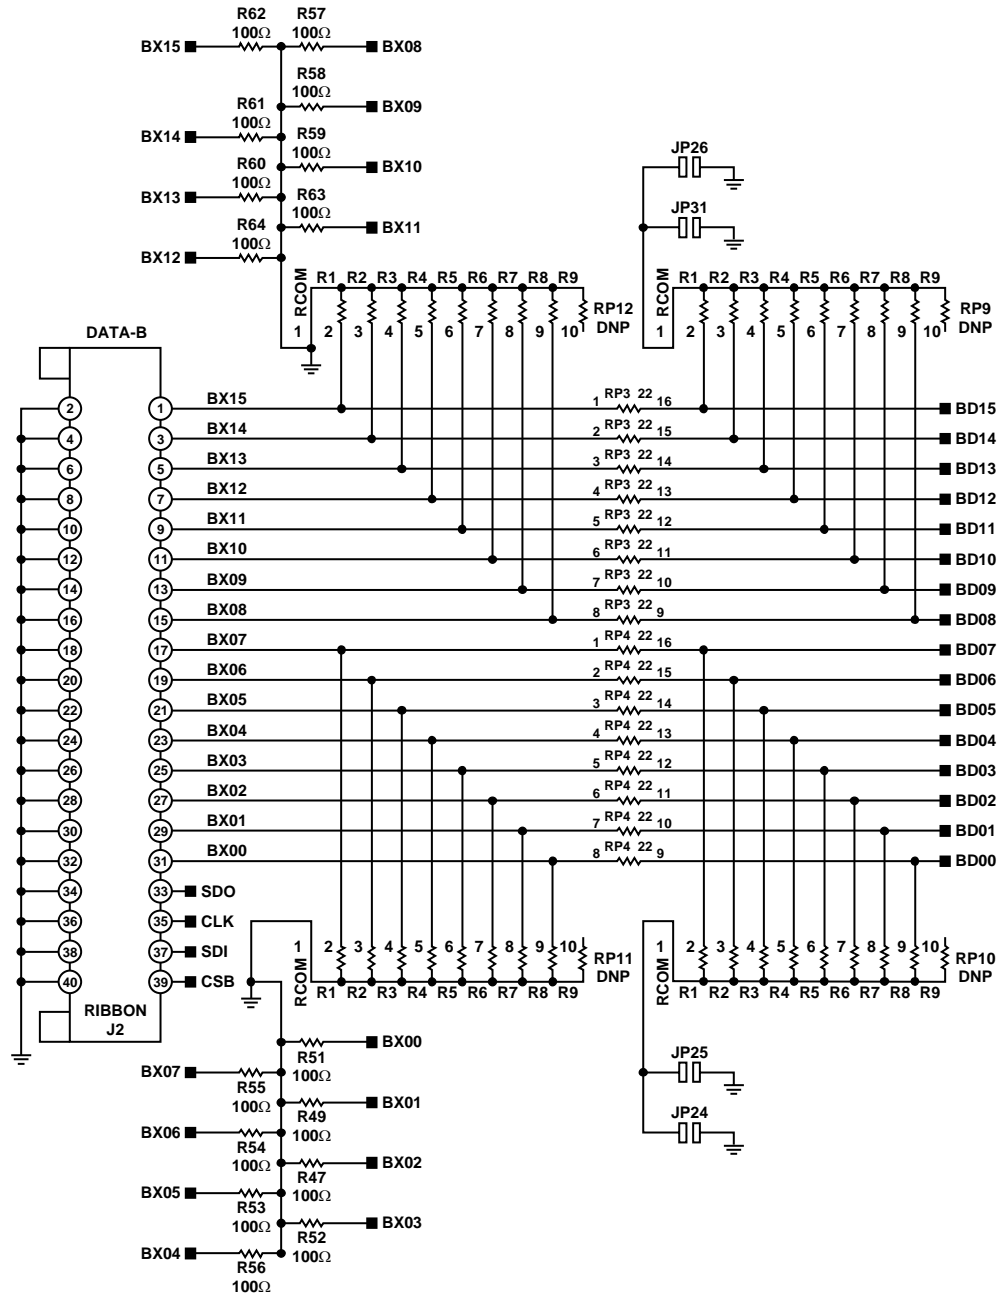 R62 R57
100Ω 100Ω
BX15 BX08
R58
100Ω
BX09
R61
100Ω
BX14
R59
100Ω
BX10
R60
100Ω
BX13
R63
100Ω
BX11
R64
100Ω
BX12
JP26
JP31
RCOM R1 R2 R3 R4 R5 R6 R7 R8 R9
1 2 3 4 5 6 7 8 9 10
RP12
DNP
RCOM R1 R2 R3 R4 R5 R6 R7 R8 R9
1 2 3 4 5 6 7 8 9 10
RP9
DNP
DATA-B
2 1 BX15 1 RP3 22 16 BD15
4 3 BX14 2 RP3 22 15 BD14
6 5 BX13 3 RP3 22 14 BD13
8 7 BX12 4 RP3 22 13 BD12
10 9 BX11 5 RP3 22 12 BD11
12 11 BX10 6 RP3 22 11 BD10
14 13 BX09 7 RP3 22 10 BD09
16 15 BX08 8 RP3 22 9 BD08
18 17 BX07 1 RP4 22 16 BD07
20 19 BX06 2 RP4 22 15 BD06
22 21 BX05 3 RP4 22 14 BD05
24 23 BX04 4 RP4 22 13 BD04
26 25 BX03 5 RP4 22 12 BD03
28 27 BX02 6 RP4 22 11 BD02
30 29 BX01 7 RP4 22 10 BD01
32 31 BX00 8 RP4 22 9 BD00
34 33 SDO
36 35 CLK
38 37 SDI
40 39 CSB
RIBBON
J2
1 2 3 4 5 6 7 8 9 10
RCOM R1 R2 R3 R4 R5 R6 R7 R8 R9
RP11
DNP
1 2 3 4 5 6 7 8 9 10
RCOM R1 R2 R3 R4 R5 R6 R7 R8 R9
RP10
DNP
BX00
R51
100Ω
BX07
R55
100Ω
BX01
R49
100Ω
BX06
R54
100Ω
BX02
R47
100Ω
BX05
R53
100Ω
BX03
R52
100Ω
BX04
R56
100Ω
JP25
JP24